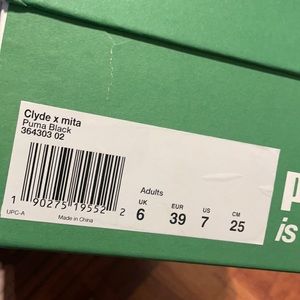 Clyde x mita
Puma Black
364303 02
Adults
UK EUR US CM
6 39 7 25
1 90275 19552 2
UPC-A
Made in China
is